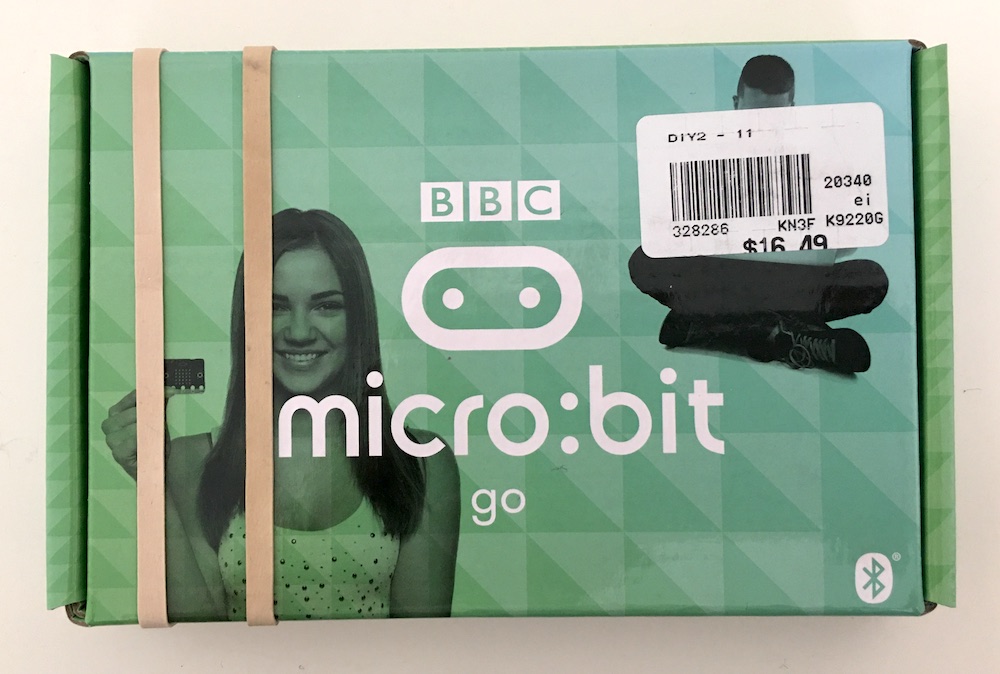 DIY2 - 11
20340
ei
328286 KN3F K9220G
$16.49
BBC
micro:bit
go
®